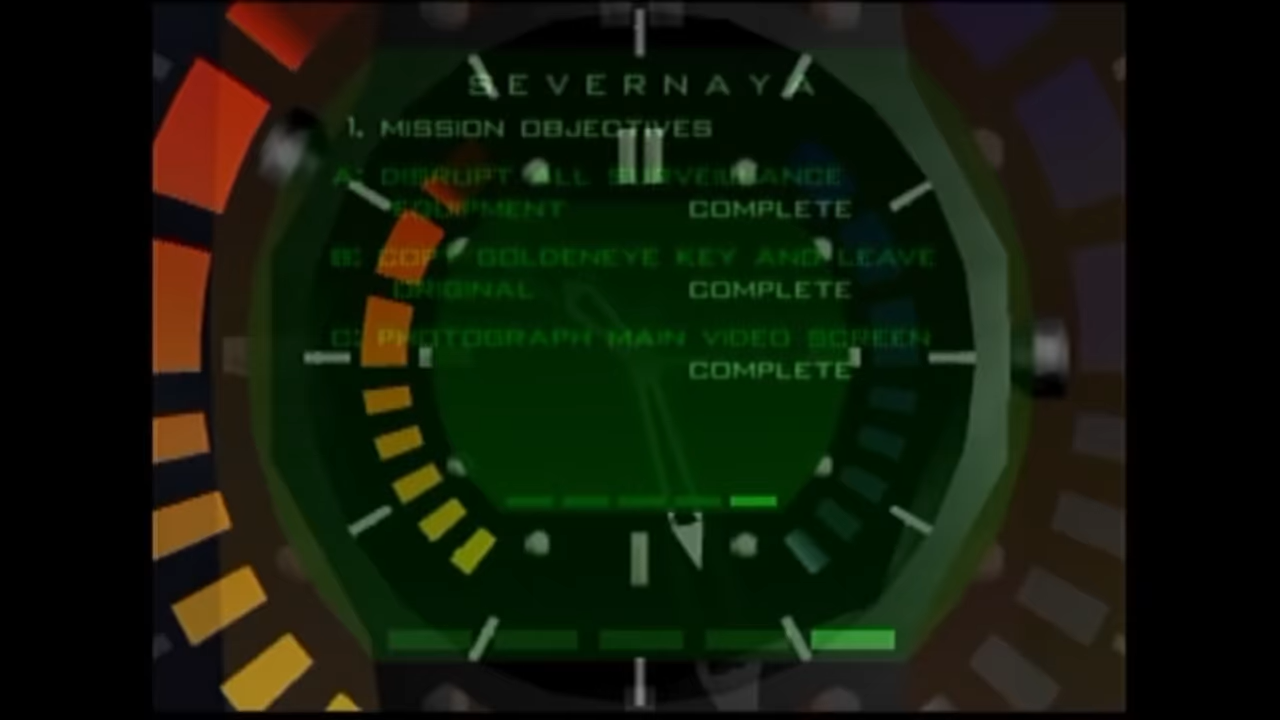 SEVERNAYA
1. MISSION OBJECTIVES
A: DISRUPT ALL SURVEILLANCE
EQUIPMENT COMPLETE
B: COPY GOLDENEYE KEY AND LEAVE
ORIGINAL COMPLETE
C: PHOTOGRAPH MAIN VIDEO SCREEN
COMPLETE